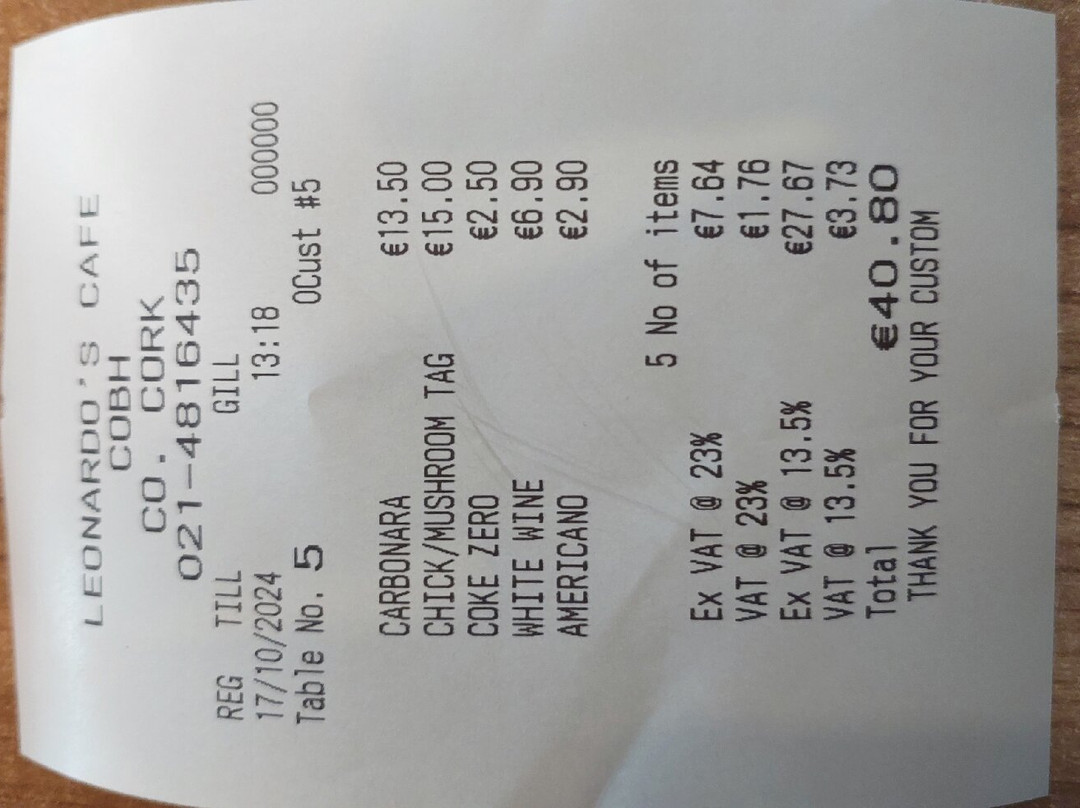 LEONARDO'S CAFE
COBH
CO. CORK
021-4816435
REG TILL GILL
17/10/2024 13:18 000000
Table No. 5 0Cust #5
CARBONARA €13.50
CHICK/MUSHROOM TAG €15.00
COKE ZERO €2.50
WHITE WINE €6.90
AMERICANO €2.90
5 No of items
Ex VAT @ 23% €7.64
VAT @ 23% €1.76
Ex VAT @ 13.5% €27.67
VAT @ 13.5% €3.73
Total €40.80
THANK YOU FOR YOUR CUSTOM